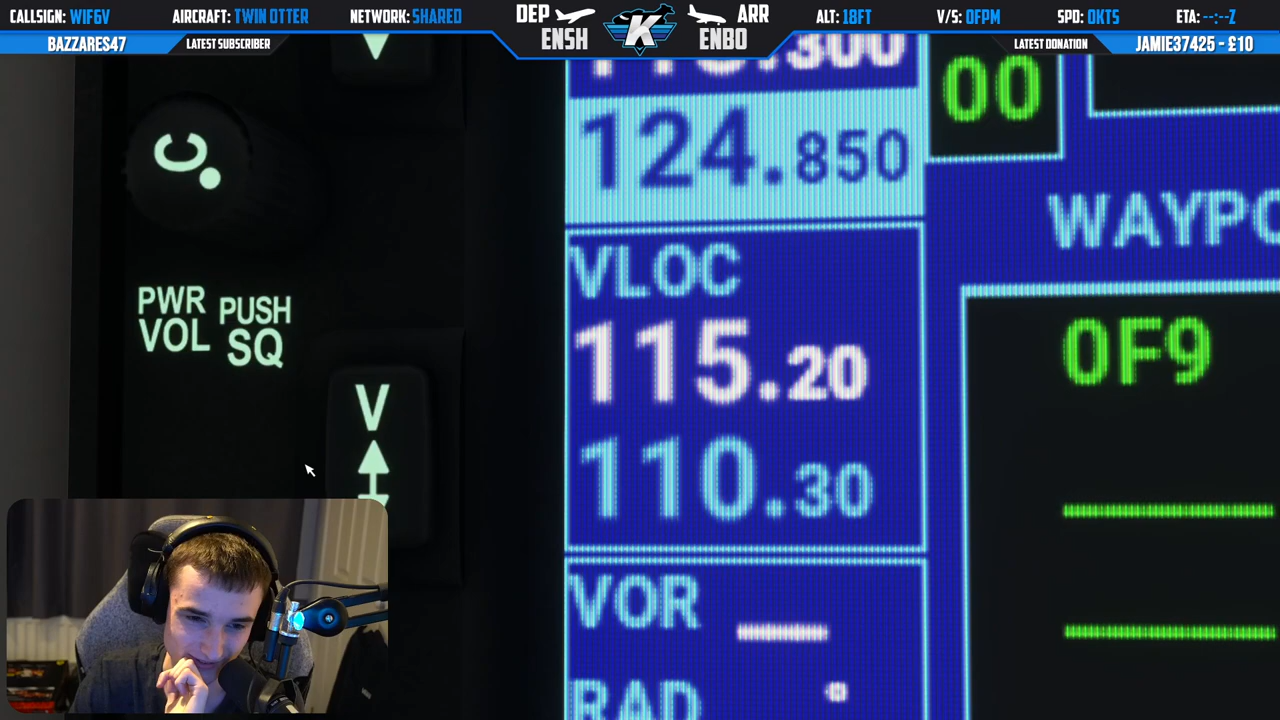 CALLSIGN: WIF6V
AIRCRAFT: TWIN OTTER
NETWORK: SHARED
DEP
ENSH
K
ARR
ENBO
ALT: 18FT
V/S: 0FPM
SPD: 0KTS
ETA: --:--Z
BAZZARES47
LATEST SUBSCRIBER
LATEST DONATION
JAMIE37425 - £10
C
PWR
VOL
PUSH
SQ
V
.300
124.850
VLOC
115.20
110.30
VOR
RAD
00
WAYPO
0F9